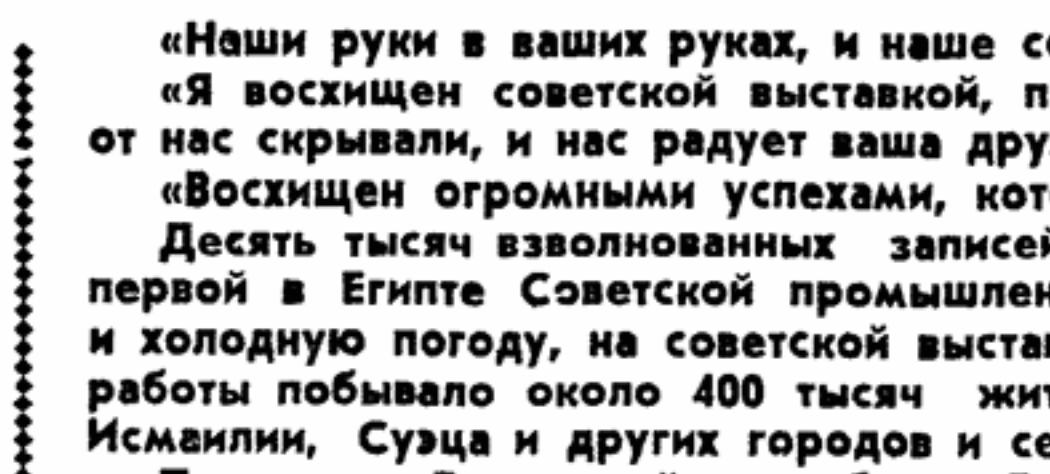 «Наши руки в ваших руках, и наше
«Я восхищен советской выставкой,
от нас скрывали, и нас радует ваша
«Восхищен огромными успехами,
Десять тысяч взволнованных записей
первой в Египте Советской
и холодную погоду, на советской
работы побывало около 400 тысяч
Исмаилии, Суэца и других городов и